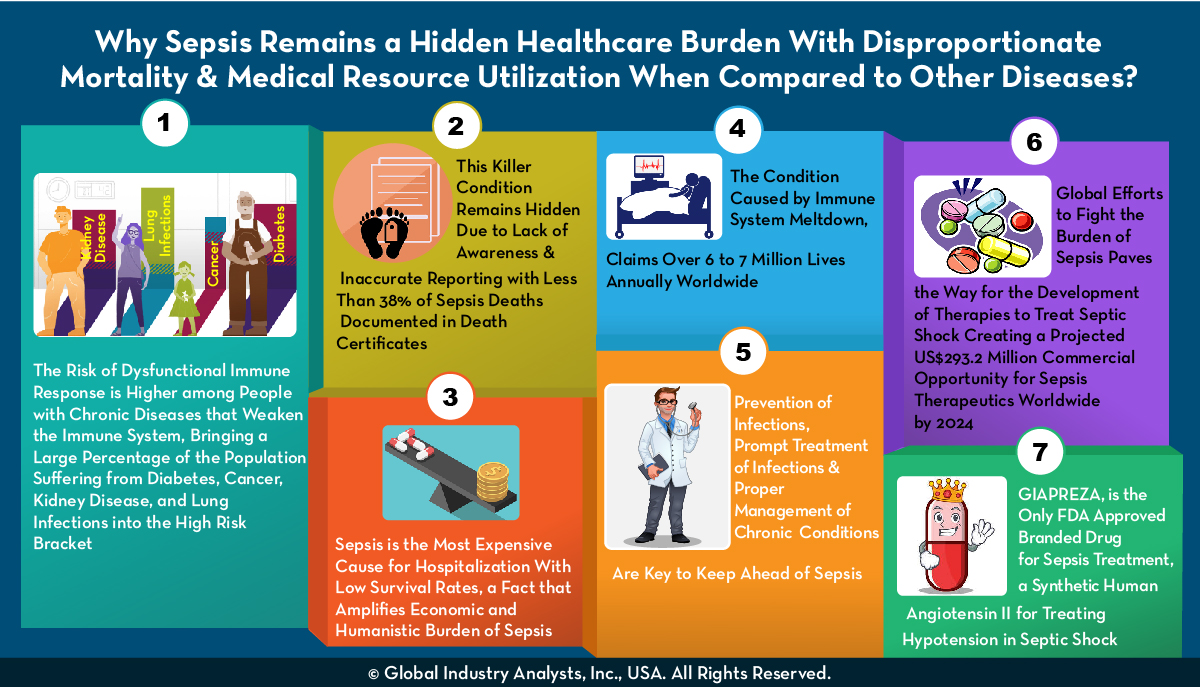 Why Sepsis Remains a Hidden Healthcare Burden With Disproportionate
Mortality & Medical Resource Utilization When Compared to Other Diseases?
1
Kidney
Disease
Lung
Infections
Cancer
Diabetes
The Risk of Dysfunctional Immune
Response is Higher among People
with Chronic Diseases that Weaken
the Immune System, Bringing a
Large Percentage of the Population
Suffering from Diabetes, Cancer,
Kidney Disease, and Lung
Infections into the High Risk
Bracket
2
This Killer
Condition
Remains Hidden
Due to Lack of
Awareness &
Inaccurate Reporting with Less
Than 38% of Sepsis Deaths
Documented in Death
Certificates
3
Sepsis is the Most Expensive
Cause for Hospitalization With
Low Survival Rates, a Fact that
Amplifies Economic and
Humanistic Burden of Sepsis
4
The Condition
Caused by Immune
System Meltdown,
Claims Over 6 to 7 Million Lives
Annually Worldwide
5
Prevention of
Infections,
Prompt Treatment
of Infections &
Proper
Management of
Chronic Conditions
Are Key to Keep Ahead of Sepsis
6
Global Efforts
to Fight the
Burden of
Sepsis Paves
the Way for the Development
of Therapies to Treat Septic
Shock Creating a Projected
US$293.2 Million Commercial
Opportunity for Sepsis
Therapeutics Worldwide
by 2024
7
GIAPREZA, is the
Only FDA Approved
Branded Drug
for Sepsis Treatment,
a Synthetic Human
Angiotensin II for Treating
Hypotension in Septic Shock
© Global Industry Analysts, Inc., USA. All Rights Reserved.